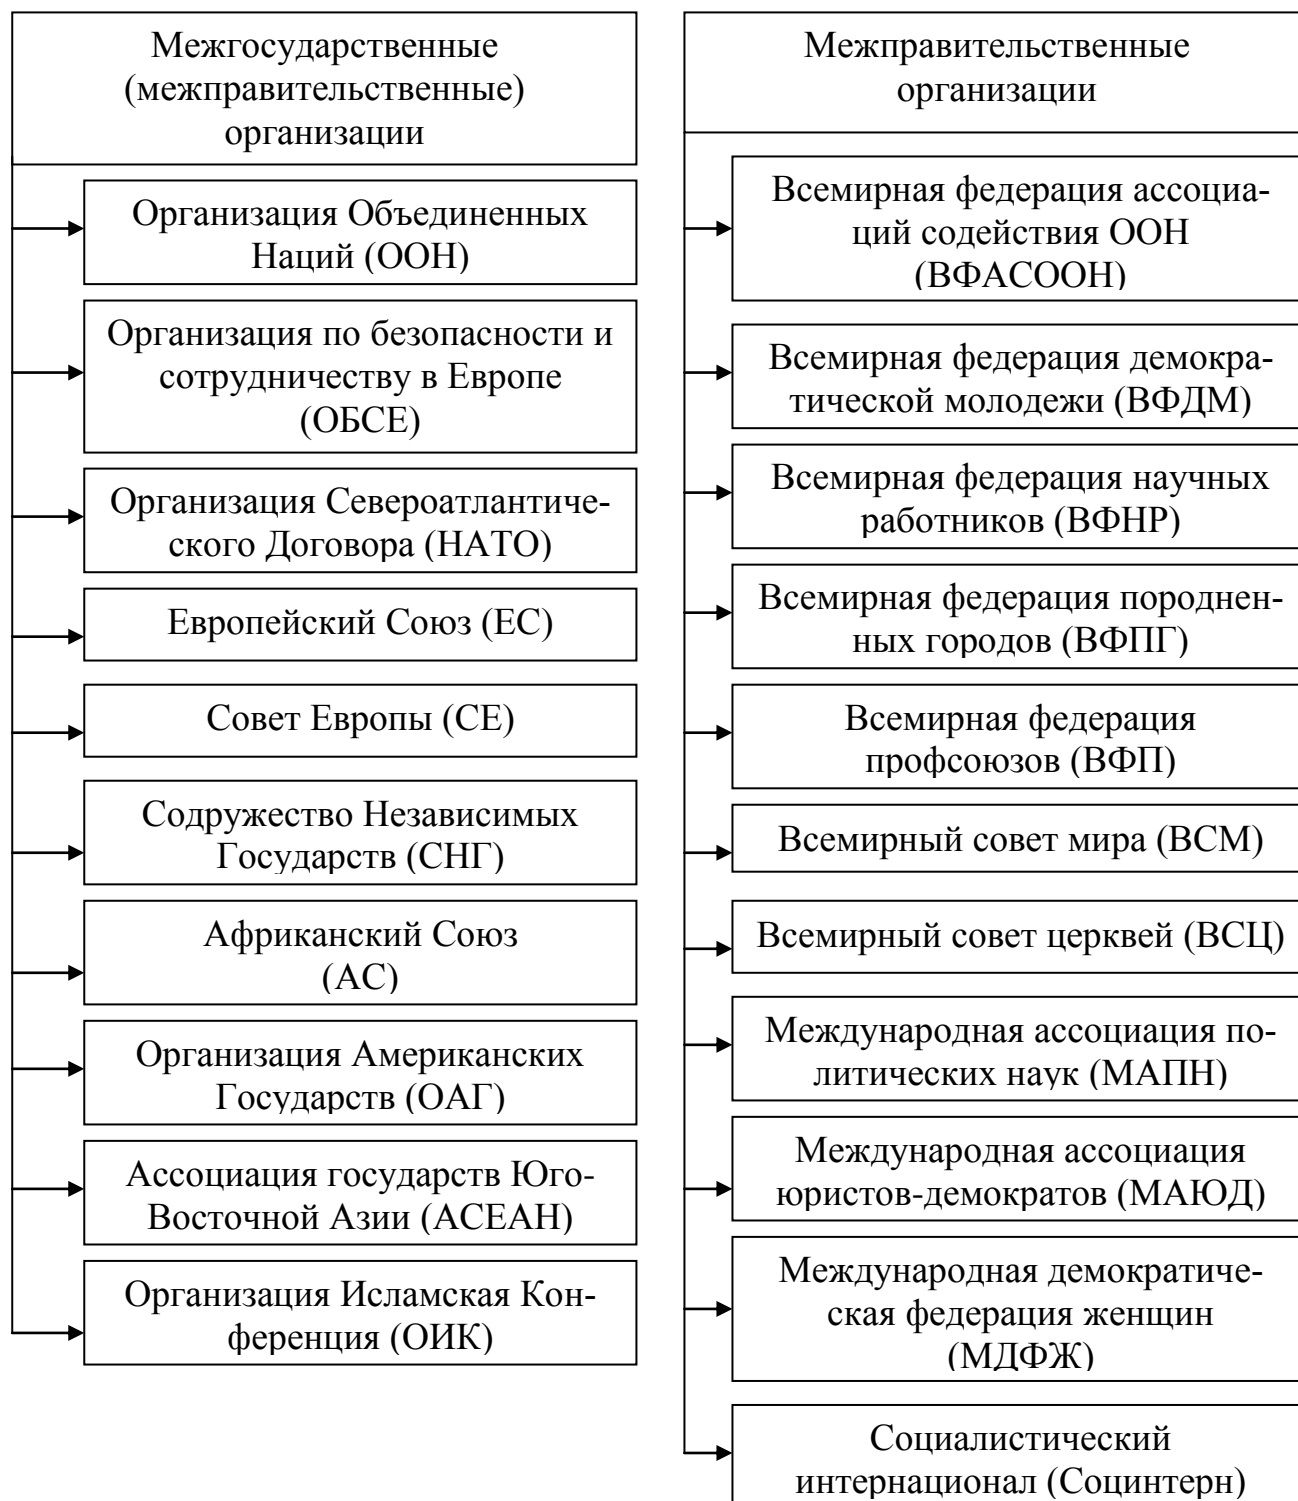 Межгосударственные
(межправительственные)
организации
Организация Объединенных
Наций (ООН)
Организация по безопасности и
сотрудничеству в Европе
(ОБСЕ)
Организация Североатлантиче-
ского Договора (НАТО)
Европейский Союз (ЕС)
Совет Европы (СЕ)
Содружество Независимых
Государств (СНГ)
Африканский Союз
(АС)
Организация Американских
Государств (ОАГ)
Ассоциация государств Юго-
Восточной Азии (АСЕАН)
Организация Исламская Кон-
ференция (ОИК)
Межправительственные
организации
Всемирная федерация ассоциа-
ций содействия ООН
(ВФАСООН)
Всемирная федерация демокра-
тической молодежи (ВФДМ)
Всемирная федерация научных
работников (ВФНР)
Всемирная федерация породнен-
ных городов (ВФПГ)
Всемирная федерация
профсоюзов (ВФП)
Всемирный совет мира (ВСМ)
Всемирный совет церквей (ВСЦ)
Международная ассоциация по-
литических наук (МАПН)
Международная ассоциация
юристов-демократов (МАЮД)
Международная демократиче-
ская федерация женщин
(МДФЖ)
Социалистический
интернационал (Социнтерн)